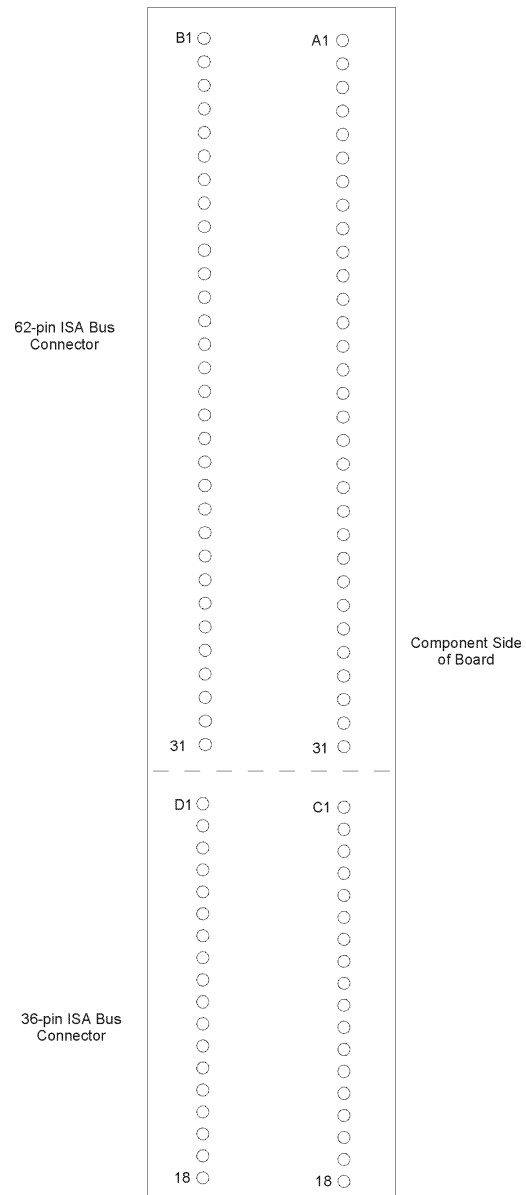 B1
A1
62-pin ISA Bus
Connector
Component Side
of Board
31
31
D1
C1
36-pin ISA Bus
Connector
18
18